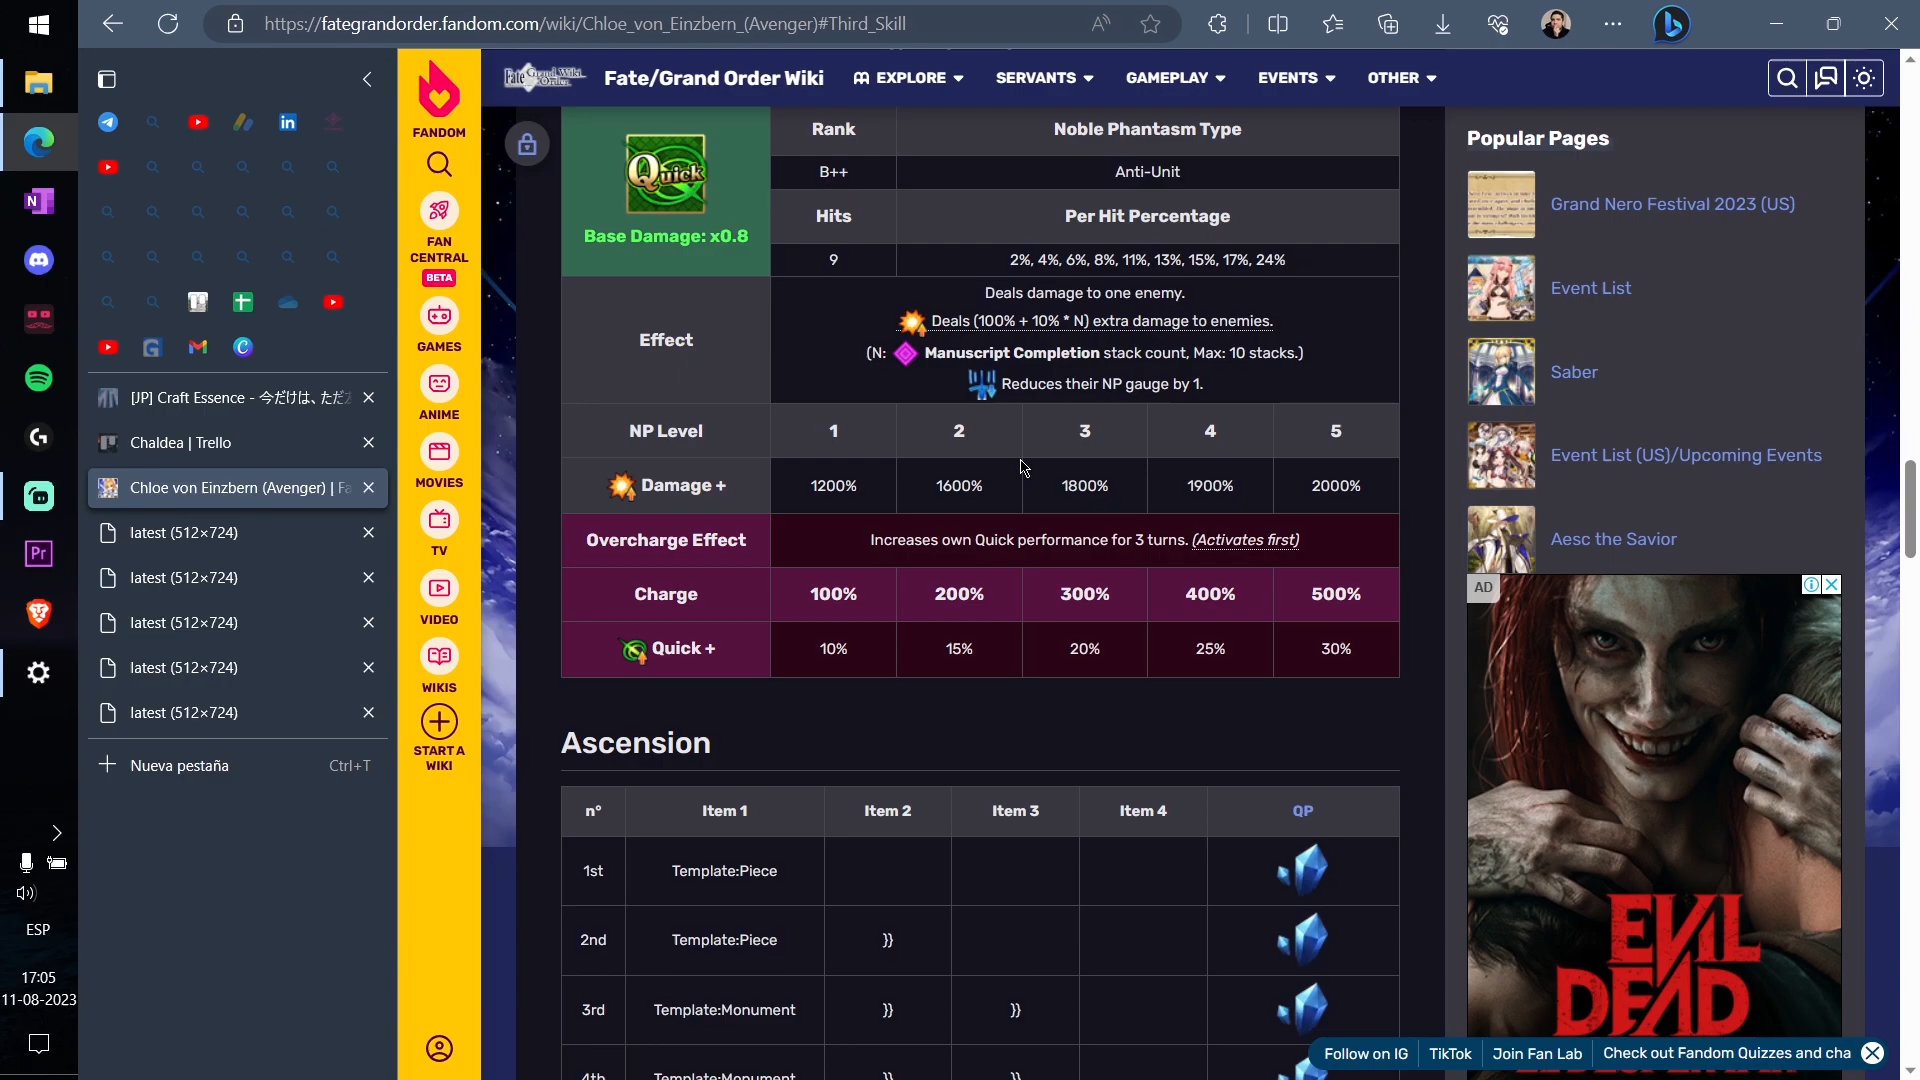 https://fategrandorder.fandom.com/wiki/Chloe_von_Einzbern_(Avenger)#Third_Skill
[JP] Craft Essence - 今だけは、ただ
Chaldea | Trello
Chloe von Einzbern (Avenger) | Fa
latest (512×724)
latest (512×724)
latest (512×724)
latest (512×724)
latest (512×724)
Nueva pestaña Ctrl+T
ESP
17:05
11-08-2023
FANDOM
FAN CENTRAL
BETA
GAMES
ANIME
MOVIES
TV
VIDEO
WIKIS
START A WIKI
Fate/Grand Order Wiki EXPLORE SERVANTS GAMEPLAY EVENTS OTHER
Quick
Base Damage: x0.8
Rank Noble Phantasm Type
B++ Anti-Unit
Hits Per Hit Percentage
9 2%, 4%, 6%, 8%, 11%, 13%, 15%, 17%, 24%
Effect
Deals damage to one enemy.
Deals (100% + 10% * N) extra damage to enemies.
(N: Manuscript Completion stack count, Max: 10 stacks.)
Reduces their NP gauge by 1.
NP Level 1 2 3 4 5
Damage + 1200% 1600% 1800% 1900% 2000%
Overcharge Effect Increases own Quick performance for 3 turns. (Activates first)
Charge 100% 200% 300% 400% 500%
Quick + 10% 15% 20% 25% 30%
Ascension
n° Item 1 Item 2 Item 3 Item 4 QP
1st Template:Piece
2nd Template:Piece }}
3rd Template:Monument }} }}
4th Template:Monument }} }}
Popular Pages
Grand Nero Festival 2023 (US)
Event List
Saber
Event List (US)/Upcoming Events
Aesc the Savior
AD
EVIL
DEAD
Follow on IG TikTok Join Fan Lab Check out Fandom Quizzes and cha